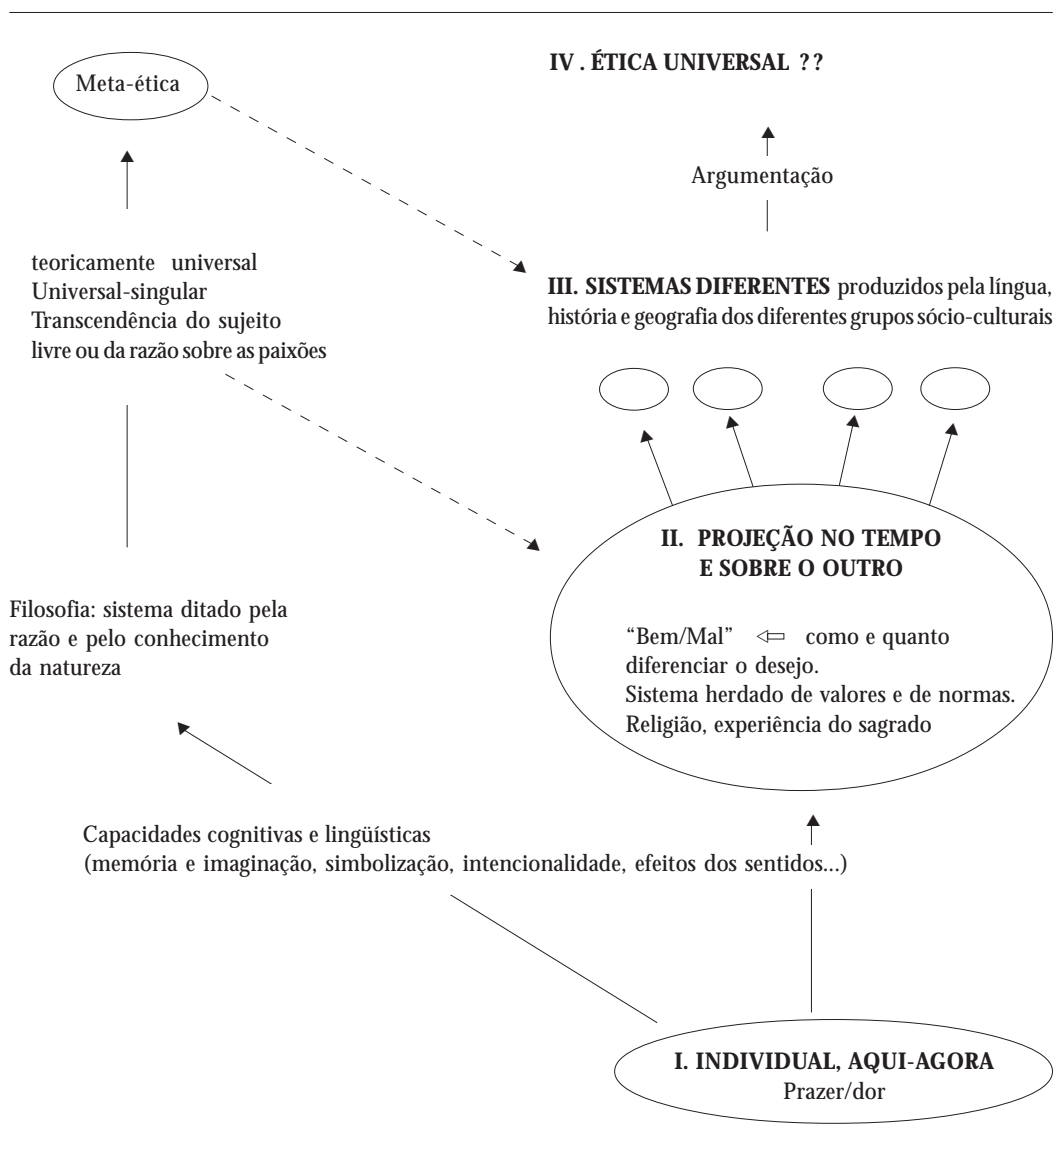 Meta-ética
IV . ÉTICA UNIVERSAL ??
Argumentação
teoricamente universal
Universal-singular
Transcendência do sujeito
livre ou da razão sobre as paixões
III. SISTEMAS DIFERENTES produzidos pela língua,
história e geografia dos diferentes grupos sócio-culturais
II. PROJEÇÃO NO TEMPO
E SOBRE O OUTRO
Filosofia: sistema ditado pela
razão e pelo conhecimento
da natureza
“Bem/Mal” ⇦ como e quanto
diferenciar o desejo.
Sistema herdado de valores e de normas.
Religião, experiência do sagrado
Capacidades cognitivas e lingüísticas
(memória e imaginação, simbolização, intencionalidade, efeitos dos sentidos...)
I. INDIVIDUAL, AQUI-AGORA
Prazer/dor